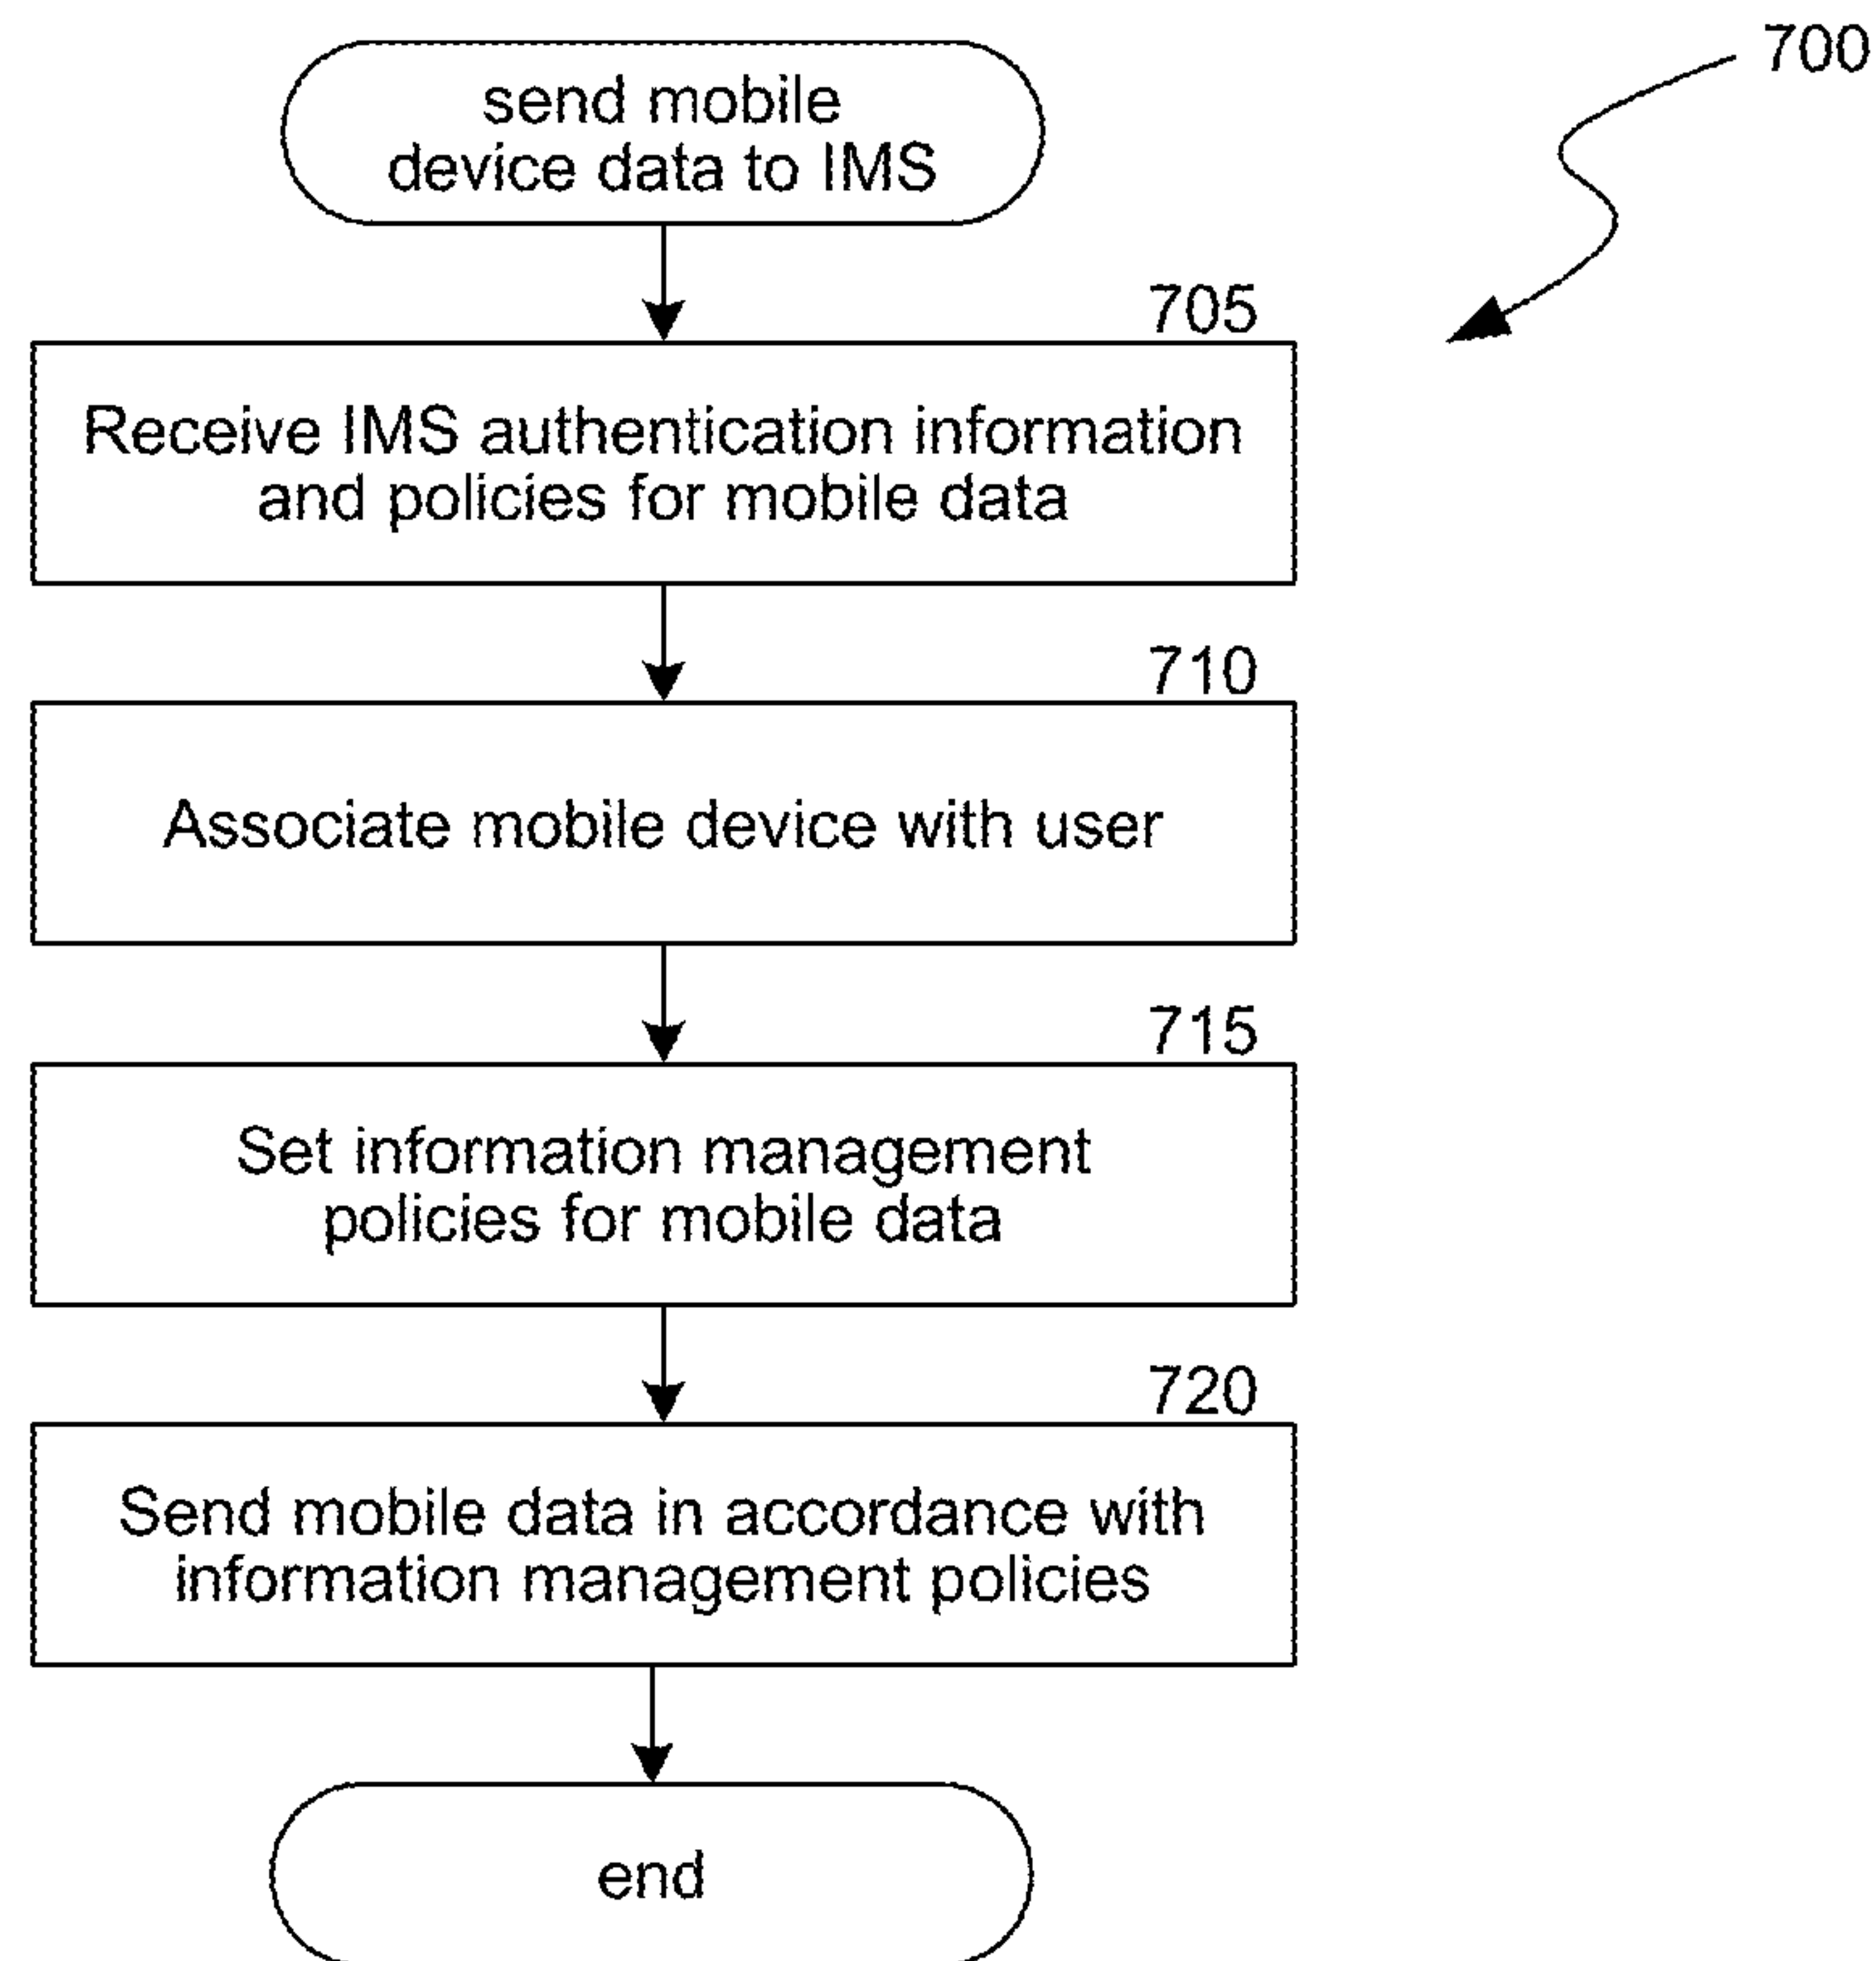 700
send mobile
device data to IMS
705
Receive IMS authentication information
and policies for mobile data
710
Associate mobile device with user
715
Set information management
policies for mobile data
720
Send mobile data in accordance with
information management policies
end